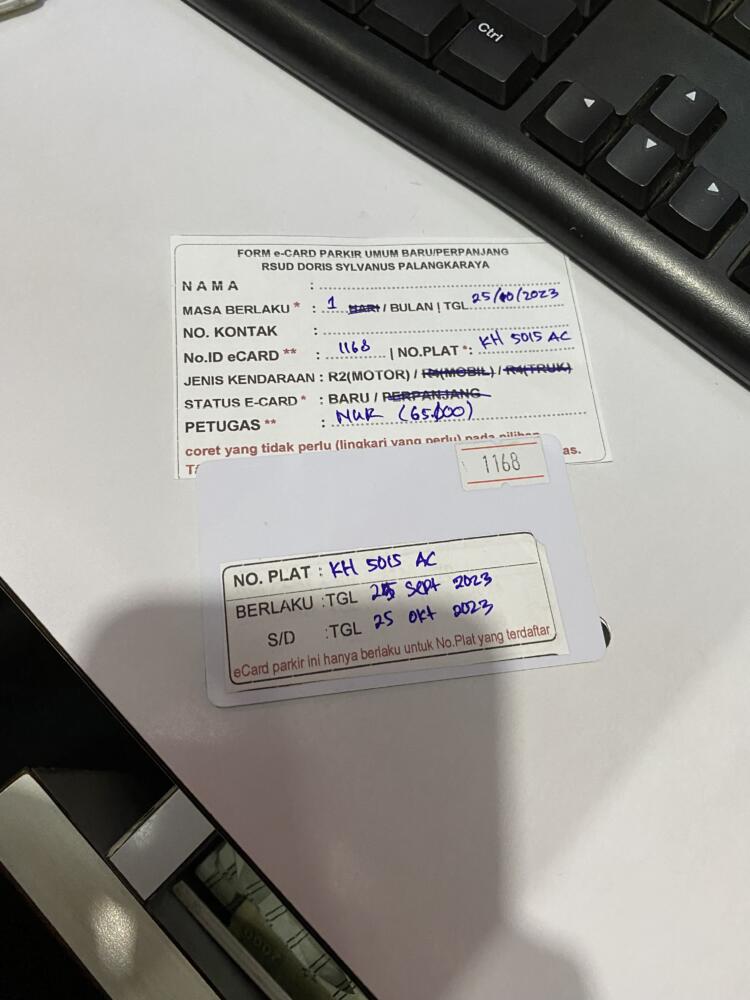 Ctrl
FORM e-CARD PARKIR UMUM BARU/PERPANJANG
RSUD DORIS SYLVANUS PALANGKARAYA
N A M A :
MASA BERLAKU * : 1 HARI / BULAN | TGL 25/10/2023
NO. KONTAK :
No.ID eCARD ** : 1168 | NO.PLAT *: KH 5015 AC
JENIS KENDARAAN : R2(MOTOR) / R4(MOBIL) / R4(TRUK)
STATUS E-CARD * : BARU / PERPANJANG
PETUGAS ** : NUR (65.000)
coret yang tidak perlu (lingkari yang perlu) pada pilihan
as.
1168
NO. PLAT : KH 5015 AC
BERLAKU :TGL 25 Sept 2023
S/D :TGL 25 Okt 2023
eCard parkir ini hanya berlaku untuk No.Plat yang terdaftar